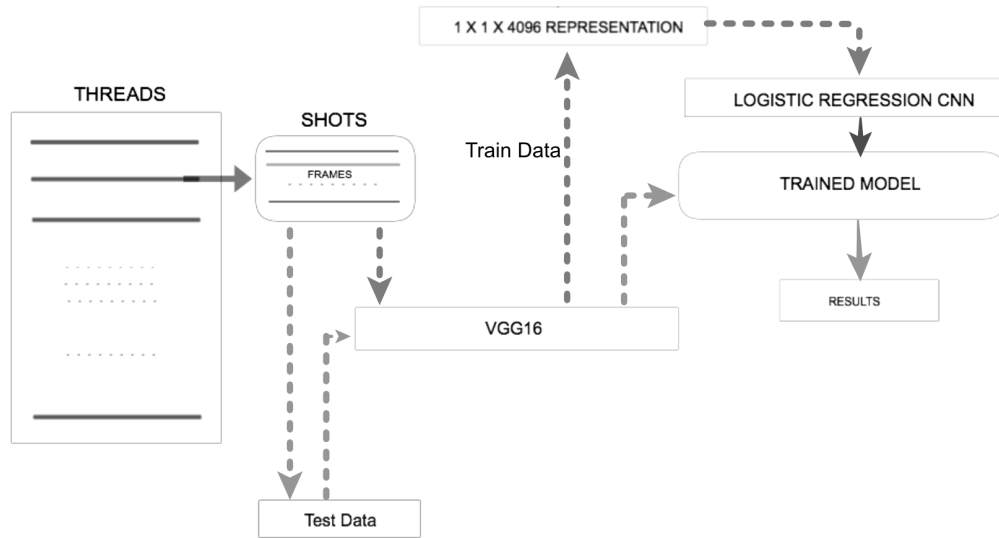 1 X 1 X 4096 REPRESENTATION
THREADS
LOGISTIC REGRESSION CNN
SHOTS
Train Data
FRAMES
TRAINED MODEL
RESULTS
VGG16
Test Data